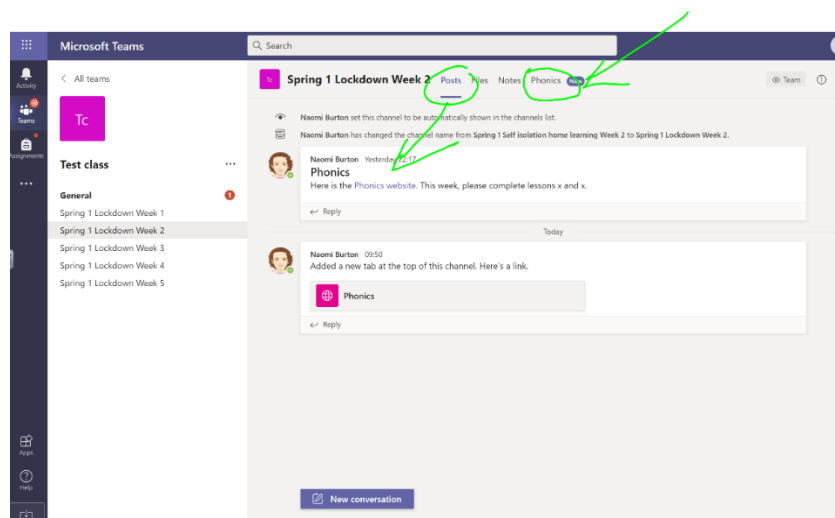 Microsoft Teams
Search
Activity
Teams
Assignments
Apps
Help
All teams
Tc
Test class
General 1
Spring 1 Lockdown Week 1
Spring 1 Lockdown Week 2
Spring 1 Lockdown Week 3
Spring 1 Lockdown Week 4
Spring 1 Lockdown Week 5
Tc Spring 1 Lockdown Week 2 Posts Files Notes Phonics New Team
Naomi Burton set this channel to be automatically shown in the channels list.
Naomi Burton has changed the channel name from Spring 1 Self isolation home learning Week 2 to Spring 1 Lockdown Week 2.
Naomi Burton Yesterday 22:17
Phonics
Here is the Phonics website. This week, please complete lessons x and x.
Reply
Today
Naomi Burton 09:50
Added a new tab at the top of this channel. Here's a link.
Phonics
Reply
New conversation